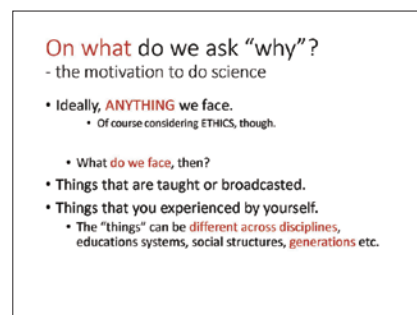 On what do we ask “why”?
- the motivation to do science
• Ideally, ANYTHING we face.
• Of course considering ETHICS, though.
• What do we face, then?
• Things that are taught or broadcasted.
• Things that you experienced by yourself.
• The “things” can be different across disciplines,
educations systems, social structures, generations etc.